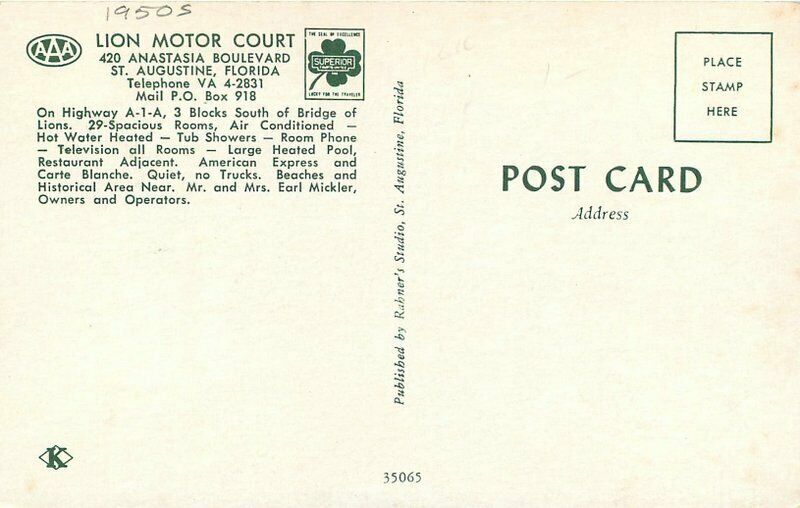 1950s
AAA
LION MOTOR COURT
420 ANASTASIA BOULEVARD
ST. AUGUSTINE, FLORIDA
Telephone VA 4-2831
Mail P.O. Box 918
THE SEAL OF EXCELLENCE
SUPERIOR
LUCKY FOR THE TRAVELER
On Highway A-1-A, 3 Blocks South of Bridge of
Lions. 29-Spacious Rooms, Air Conditioned —
Hot Water Heated — Tub Showers — Room Phone
— Television all Rooms — Large Heated Pool,
Restaurant Adjacent. American Express and
Carte Blanche. Quiet, no Trucks. Beaches and
Historical Area Near. Mr. and Mrs. Earl Mickler,
Owners and Operators.
Published by Rahner's Studio, St. Augustine, Florida
PLACE
STAMP
HERE
POST CARD
Address
K
35065